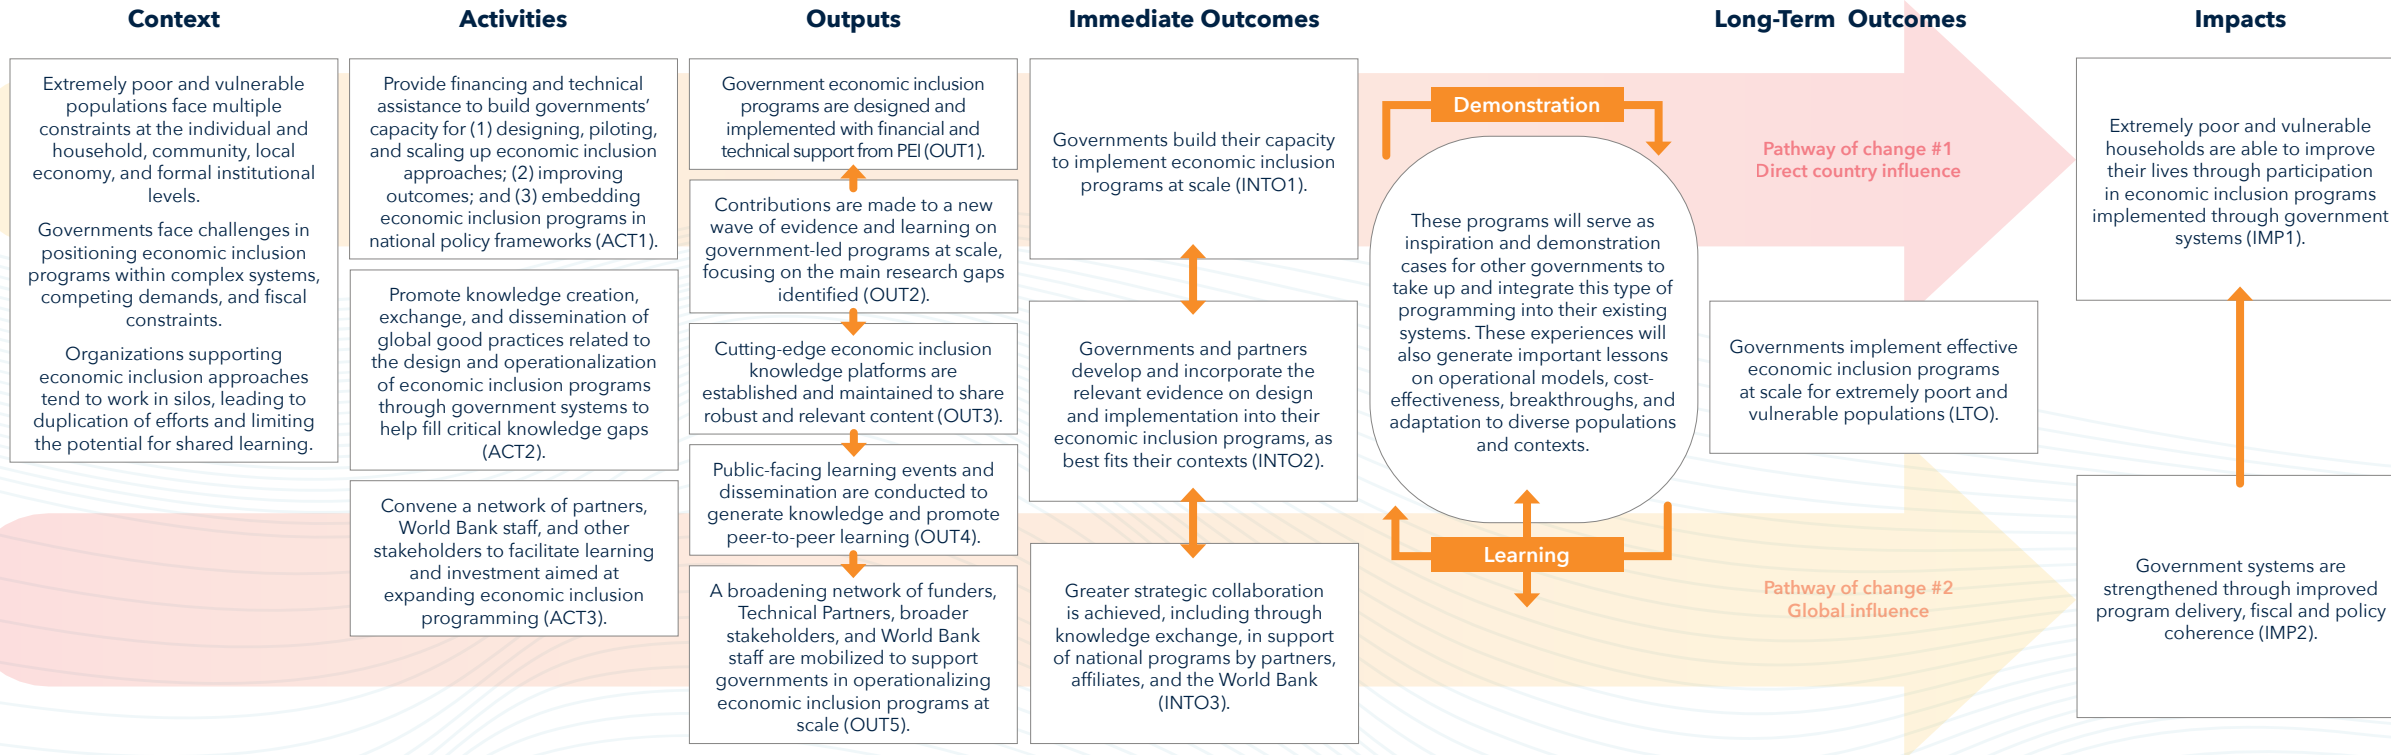 Context
Activities
Outputs
Immediate Outcomes
Long-Term Outcomes
Impacts
Extremely poor and vulnerable
populations face multiple
constraints at the individual and
household, community, local
economy, and formal institutional
levels.
Governments face challenges in
positioning economic inclusion
programs within complex systems,
competing demands, and fiscal
constraints.
Organizations supporting
economic inclusion approaches
tend to work in silos, leading to
duplication of efforts and limiting
the potential for shared learning.
Provide financing and technical
assistance to build governments’
capacity for (1) designing, piloting,
and scaling up economic inclusion
approaches; (2) improving
outcomes; and (3) embedding
economic inclusion programs in
national policy frameworks (ACT1).
Promote knowledge creation,
exchange, and dissemination of
global good practices related to
the design and operationalization
of economic inclusion programs
through government systems to
help fill critical knowledge gaps
(ACT2).
Convene a network of partners,
World Bank staff, and other
stakeholders to facilitate learning
and investment aimed at
expanding economic inclusion
programming (ACT3).
Government economic inclusion
programs are designed and
implemented with financial and
technical support from PEI (OUT1).
Contributions are made to a new
wave of evidence and learning on
government-led programs at scale,
focusing on the main research gaps
identified (OUT2).
Cutting-edge economic inclusion
knowledge platforms are
established and maintained to share
robust and relevant content (OUT3).
Public-facing learning events and
dissemination are conducted to
generate knowledge and promote
peer-to-peer learning (OUT4).
A broadening network of funders,
Technical Partners, broader
stakeholders, and World Bank
staff are mobilized to support
governments in operationalizing
economic inclusion programs at
scale (OUT5).
Governments build their capacity
to implement economic inclusion
programs at scale (INTO1).
Governments and partners
develop and incorporate the
relevant evidence on design
and implementation into their
economic inclusion programs, as
best fits their contexts (INTO2).
Greater strategic collaboration
is achieved, including through
knowledge exchange, in support
of national programs by partners,
affiliates, and the World Bank
(INTO3).
Demonstration
These programs will serve as
inspiration and demonstration
cases for other governments to
take up and integrate this type of
programming into their existing
systems. These experiences will
also generate important lessons
on operational models, cost-
effectiveness, breakthroughs, and
adaptation to diverse populations
and contexts.
Learning
Pathway of change #1
Direct country influence
Governments implement effective
economic inclusion programs
at scale for extremely poort and
vulnerable populations (LTO).
Pathway of change #2
Global influence
Extremely poor and vulnerable
households are able to improve
their lives through participation
in economic inclusion programs
implemented through government
systems (IMP1).
Government systems are
strengthened through improved
program delivery, fiscal and policy
coherence (IMP2).